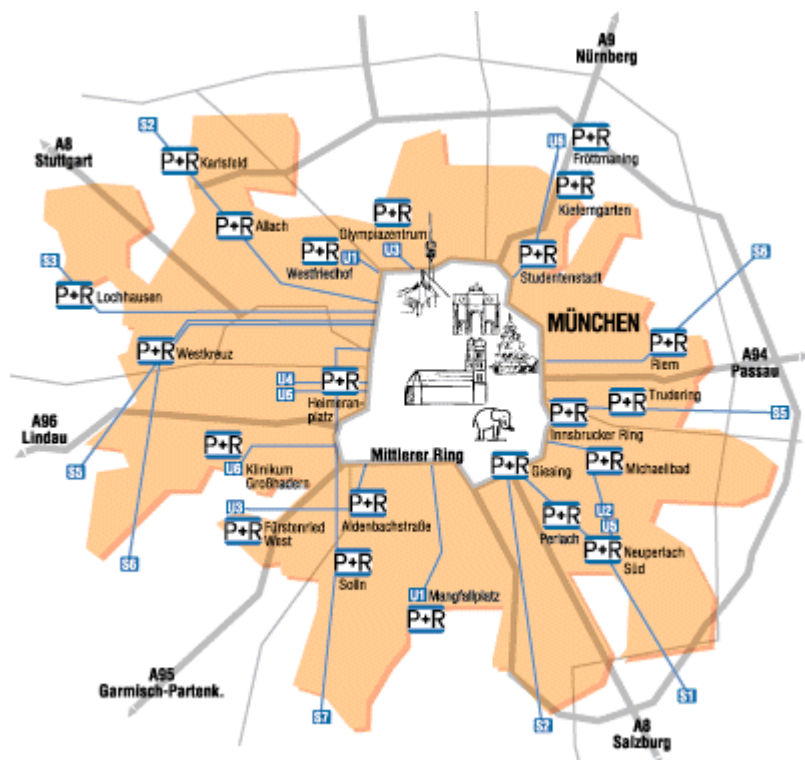 A9
Nürnberg
S2
U6
P+R
Fröttmaning
A8
Stuttgart
P+R Karlsfeld
P+R
Kieferngarten
P+R
Olympiazentrum
P+R Allach
P+R
Westfriedhof
U1
U3
P+R
Studentenstadt
S6
S3
P+R Lochhausen
MÜNCHEN
P+R
Riem
P+R Westkreuz
A94
Passau
U4
U5
P+R
Heimeran-
platz
P+R Trudering
S5
A96
Lindau
P+R
Innsbrucker Ring
P+R
U6 Klinikum
Großhadern
S5
Mittlerer Ring
P+R Giesing
P+R
Michaelibad
U2
U5
U3
P+R
Aidenbachstraße
P+R Fürstenried
West
P+R
Perlach
P+R Neuperlach
Süd
S6
P+R
Solln
U1 Mangfallplatz
P+R
A95
Garmisch-Partenk.
S7
S2
S1
A8
Salzburg